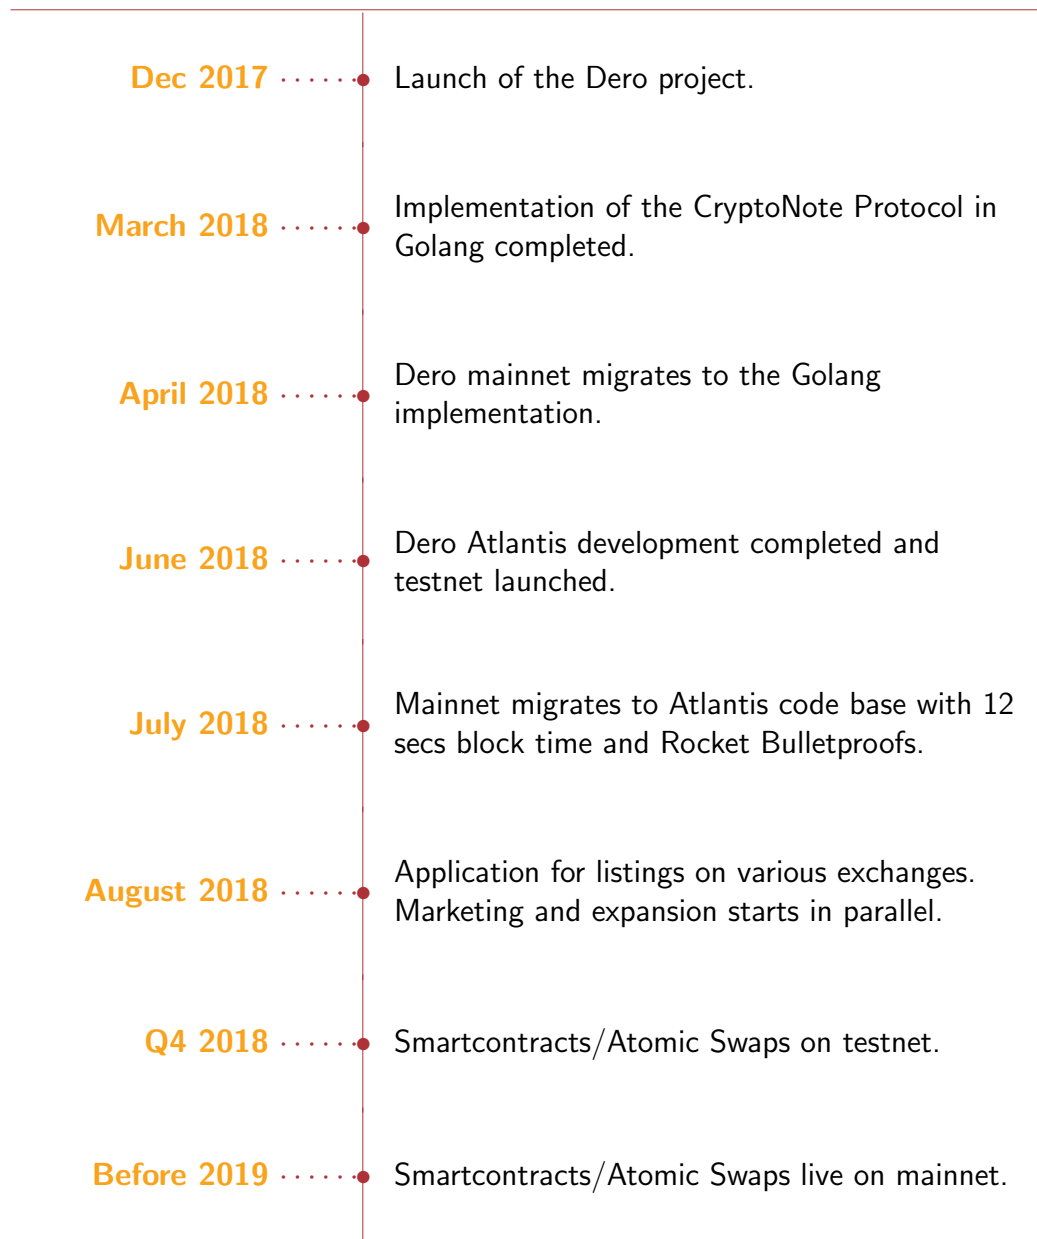 Dec 2017 Launch of the Dero project.
March 2018 Implementation of the CryptoNote Protocol in
Golang completed.
April 2018 Dero mainnet migrates to the Golang
implementation.
June 2018 Dero Atlantis development completed and
testnet launched.
July 2018 Mainnet migrates to Atlantis code base with 12
secs block time and Rocket Bulletproofs.
August 2018 Application for listings on various exchanges.
Marketing and expansion starts in parallel.
Q4 2018 Smartcontracts/Atomic Swaps on testnet.
Before 2019 Smartcontracts/Atomic Swaps live on mainnet.